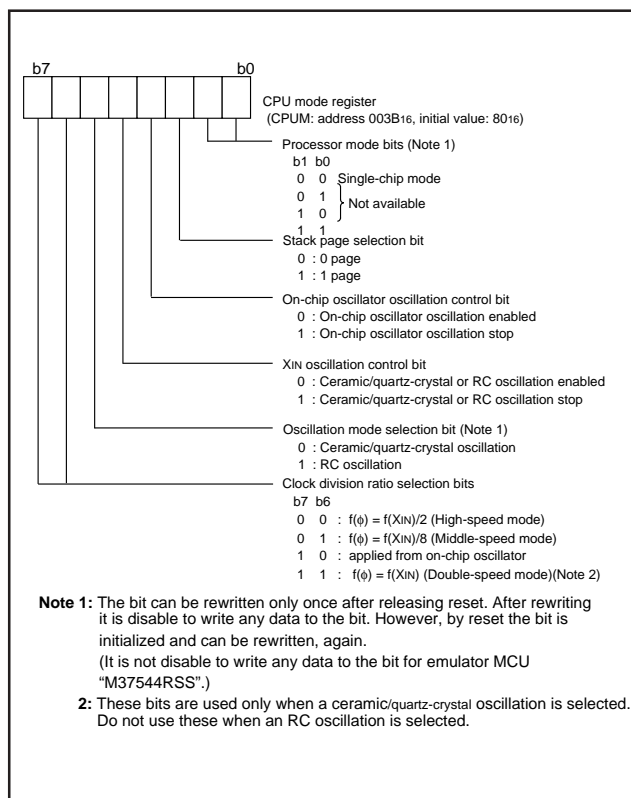 b7 b0
CPU mode register
(CPUM: address 003B16, initial value: 8016)
Processor mode bits (Note 1)
b1 b0
0 0 Single-chip mode
0 1
Not available
1 0
1 1
Stack page selection bit
0 : 0 page
1 : 1 page
On-chip oscillator oscillation control bit
0 : On-chip oscillator oscillation enabled
1 : On-chip oscillator oscillation stop
XIN oscillation control bit
0 : Ceramic/quartz-crystal or RC oscillation enabled
1 : Ceramic/quartz-crystal or RC oscillation stop
Oscillation mode selection bit (Note 1)
0 : Ceramic/quartz-crystal oscillation
1 : RC oscillation
Clock division ratio selection bits
b7 b6
0 0 : f(φ) = f(XIN)/2 (High-speed mode)
0 1 : f(φ) = f(XIN)/8 (Middle-speed mode)
1 0 : applied from on-chip oscillator
1 1 : f(φ) = f(XIN) (Double-speed mode)(Note 2)
Note 1: The bit can be rewritten only once after releasing reset. After rewriting
it is disable to write any data to the bit. However, by reset the bit is
initialized and can be rewritten, again.
(It is not disable to write any data to the bit for emulator MCU
“M37544RSS”.)
2: These bits are used only when a ceramic/quartz-crystal oscillation is selected.
Do not use these when an RC oscillation is selected.